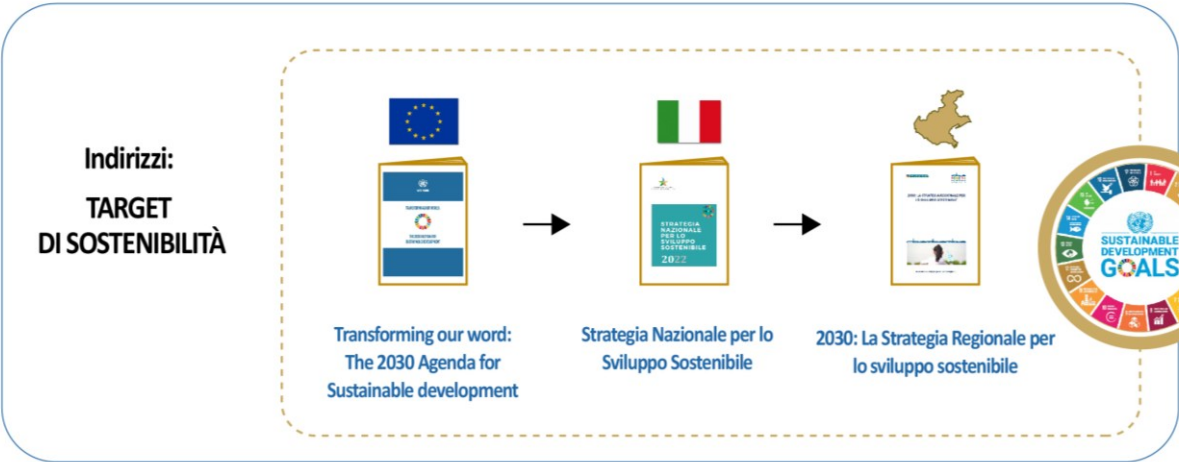 Indirizzi:
TARGET
DI SOSTENIBILITÀ
STRATEGIA
NAZIONALE
PER LO
SVILUPPO
SOSTENIBILE
2022
Transforming our word:
The 2030 Agenda for
Sustainable development
Strategia Nazionale per lo
Sviluppo Sostenibile
2030: La Strategia Regionale per
lo sviluppo sostenibile
SUSTAINABLE
DEVELOPMENT
GOALS